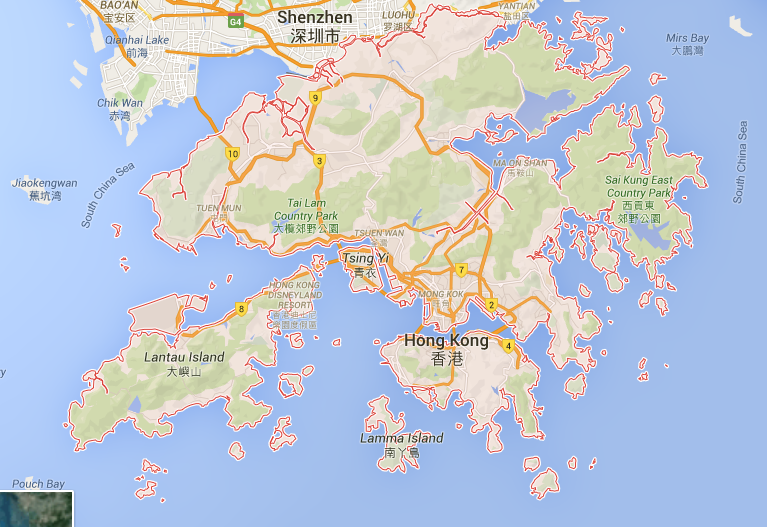 BAO'AN
宝安区
Shenzhen
深圳市
LUOHU
罗湖区
YANTIAN
盐田区
G4
Qianhai Lake
前海
Mirs Bay
大鵬灣
Chik Wan
赤湾
9
South China Sea
10
3
MA ON SHAN
馬鞍山
Jiaokengwan
蕉坑湾
South China Sea
Sai Kung East
Country Park
西貢東
郊野公園
TUEN MUN
屯門
Tai Lam
Country Park
大欖郊野公園
TSUEN WAN
荃灣
Tsing Yi
青衣
7
HONG KONG
DISNEYLAND
RESORT
香港迪士尼
樂園度假區
MONG KOK
旺角
8
2
Hong Kong
香港
4
Lantau Island
大嶼山
Lamma Island
南丫島
Pouch Bay